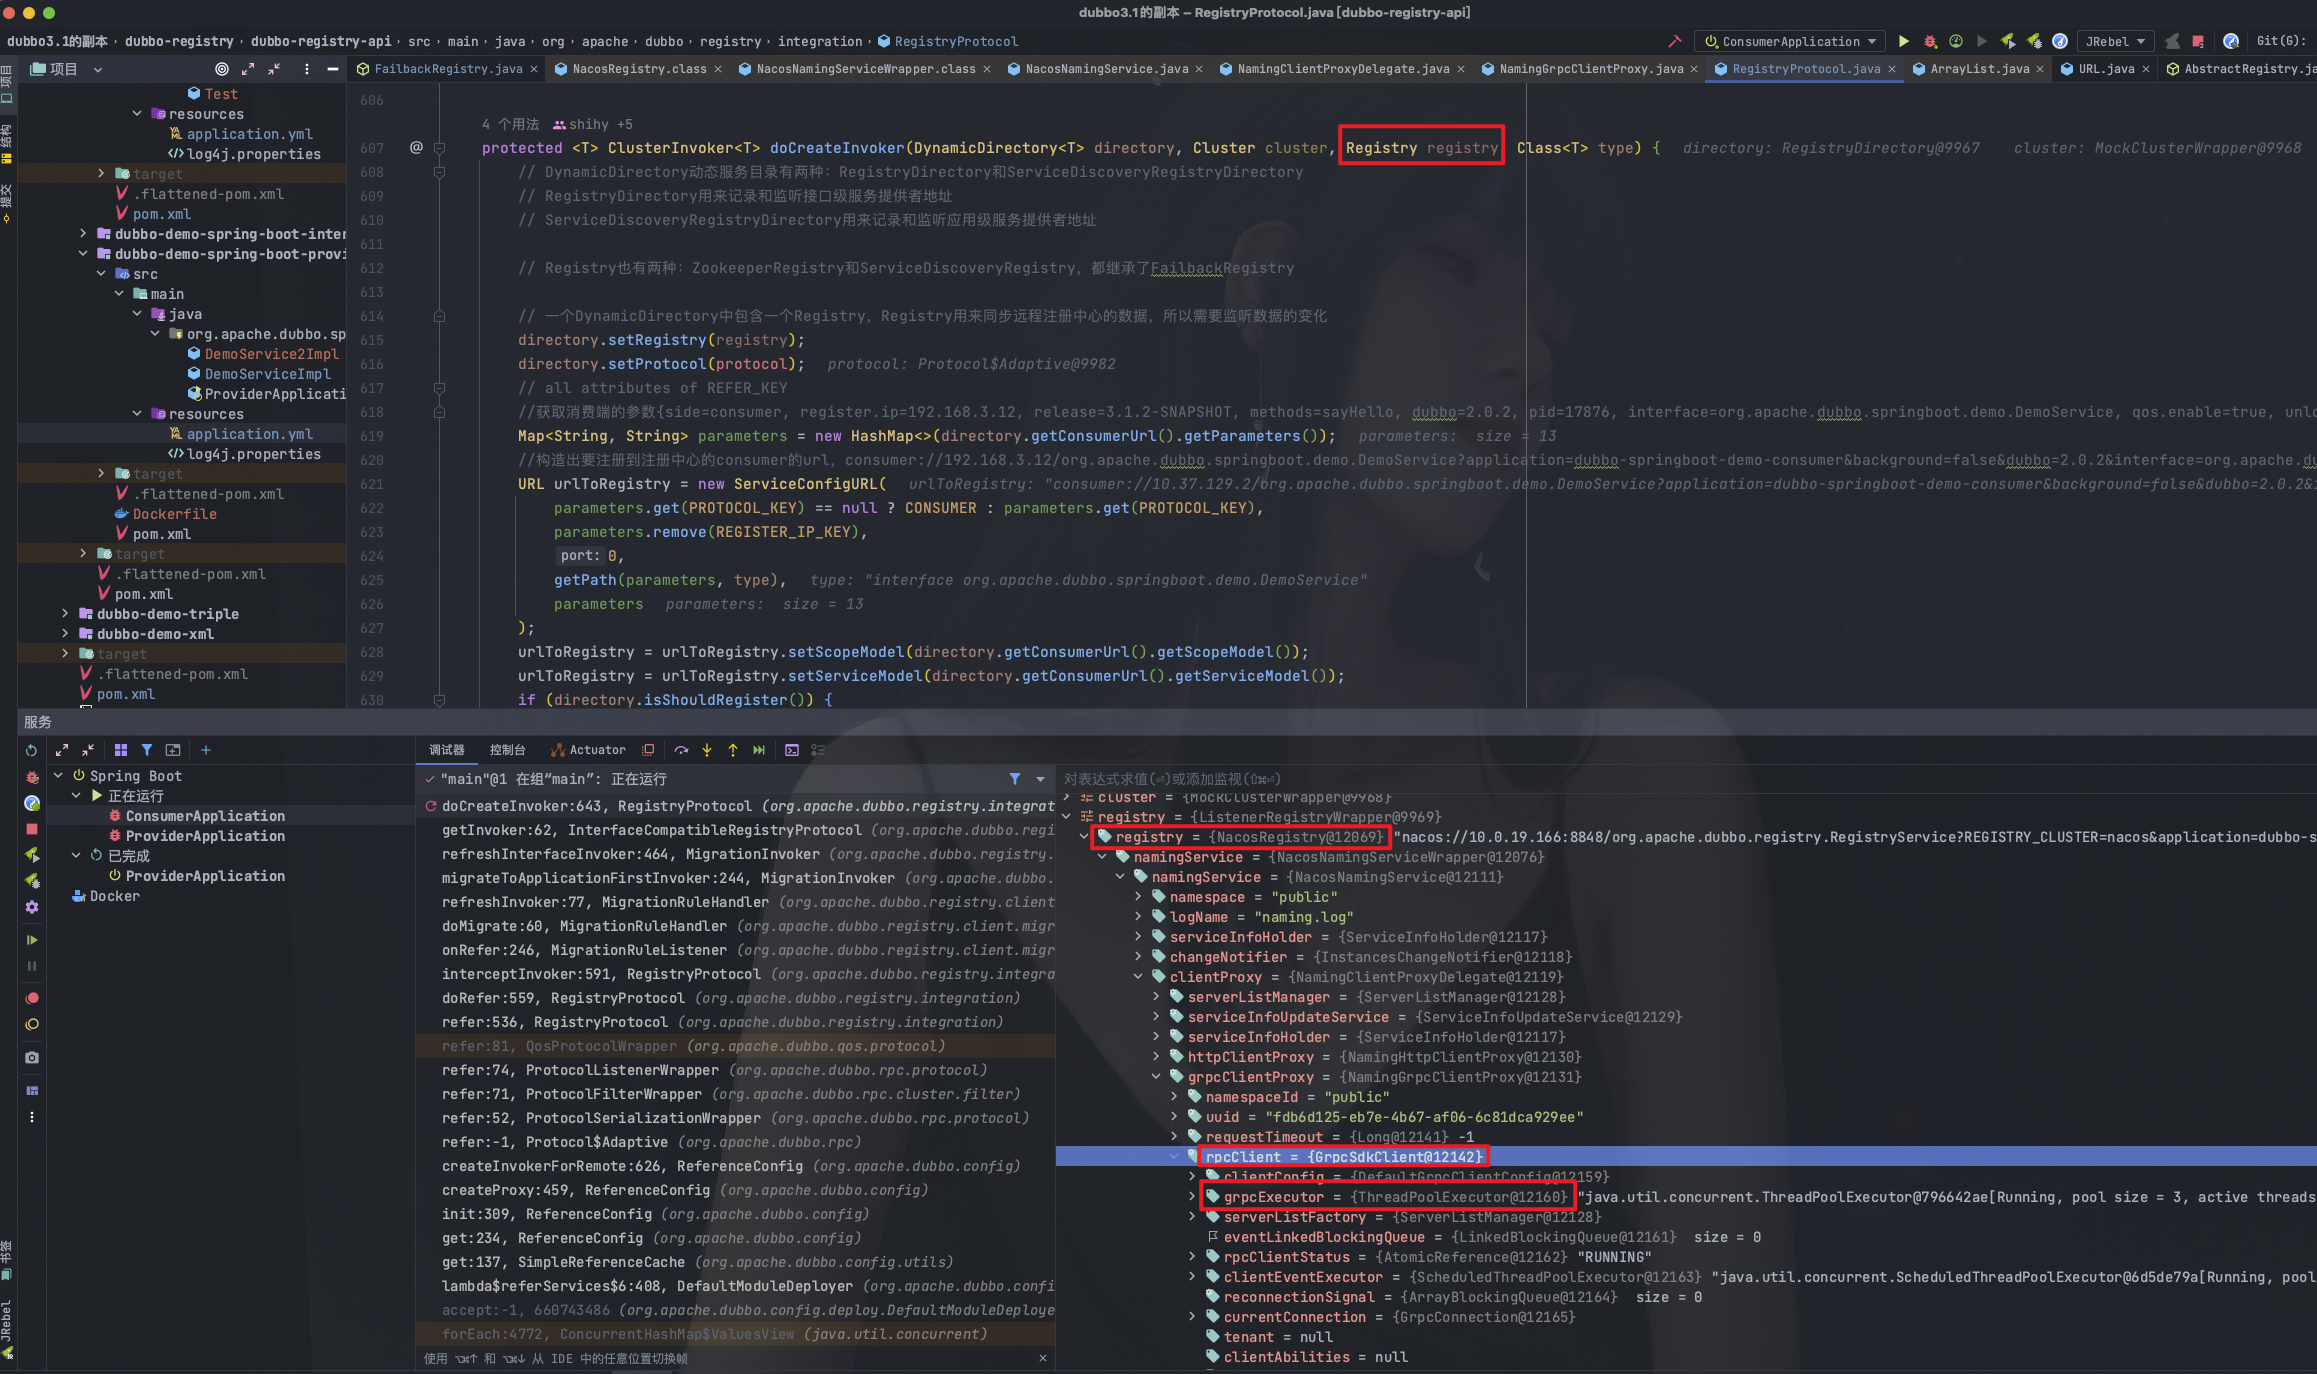 dubbo3.1的副本 – RegistryProtocol.java [dubbo-registry-api]
dubbo3.1的副本 › dubbo-registry › dubbo-registry-api › src › main › java › org › apache › dubbo › registry › integration › RegistryProtocol
ConsumerApplication
JRebel
Git(G):
项目
FailbackRegistry.java
NacosRegistry.class
NacosNamingServiceWrapper.class
NacosNamingService.java
NamingClientProxyDelegate.java
NamingGrpcClientProxy.java
RegistryProtocol.java
ArrayList.java
URL.java
AbstractRegistry.ja
项目
结构
提交
书签
JRebel
Test
resources
application.yml
log4j.properties
target
.flattened-pom.xml
pom.xml
dubbo-demo-spring-boot-inter
dubbo-demo-spring-boot-provi
src
main
java
org.apache.dubbo.sp
DemoService2Impl
DemoServiceImpl
ProviderApplicati
resources
application.yml
log4j.properties
target
.flattened-pom.xml
Dockerfile
pom.xml
target
.flattened-pom.xml
pom.xml
dubbo-demo-triple
dubbo-demo-xml
target
.flattened-pom.xml
pom.xml
606
4 个用法 shihy +5
607 @ protected <T> ClusterInvoker<T> doCreateInvoker(DynamicDirectory<T> directory, Cluster cluster, Registry registry, Class<T> type) { directory: RegistryDirectory@9967 cluster: MockClusterWrapper@9968
608 // DynamicDirectory动态服务目录有两种: RegistryDirectory和ServiceDiscoveryRegistryDirectory
609 // RegistryDirectory用来记录和监听接口级服务提供者地址
610 // ServiceDiscoveryRegistryDirectory用来记录和监听应用级服务提供者地址
611
612 // Registry也有两种: ZookeeperRegistry和ServiceDiscoveryRegistry, 都继承了FailbackRegistry
613
614 // 一个DynamicDirectory中包含一个Registry, Registry用来同步远程注册中心的数据, 所以需要监听数据的变化
615 directory.setRegistry(registry);
616 directory.setProtocol(protocol); protocol: Protocol$Adaptive@9982
617 // all attributes of REFER_KEY
618 //获取消费端的参数{side=consumer, register.ip=192.168.3.12, release=3.1.2-SNAPSHOT, methods=sayHello, dubbo=2.0.2, pid=17876, interface=org.apache.dubbo.springboot.demo.DemoService, qos.enable=true, unlo
619 Map<String, String> parameters = new HashMap<>(directory.getConsumerUrl().getParameters()); parameters: size = 13
620 //构造出要注册到注册中心的consumer的url, consumer://192.168.3.12/org.apache.dubbo.springboot.demo.DemoService?application=dubbo-springboot-demo-consumer&background=false&dubbo=2.0.2&interface=org.apache.du
621 URL urlToRegistry = new ServiceConfigURL( urlToRegistry: "consumer://10.37.129.2/org.apache.dubbo.springboot.demo.DemoService?application=dubbo-springboot-demo-consumer&background=false&dubbo=2.0.2&i
622 parameters.get(PROTOCOL_KEY) == null ? CONSUMER : parameters.get(PROTOCOL_KEY),
623 parameters.remove(REGISTER_IP_KEY),
624 port: 0,
625 getPath(parameters, type), type: "interface org.apache.dubbo.springboot.demo.DemoService"
626 parameters parameters: size = 13
627 );
628 urlToRegistry = urlToRegistry.setScopeModel(directory.getConsumerUrl().getScopeModel());
629 urlToRegistry = urlToRegistry.setServiceModel(directory.getConsumerUrl().getServiceModel());
630 if (directory.isShouldRegister()) {
服务
Spring Boot
正在运行
ConsumerApplication
ProviderApplication
已完成
ProviderApplication
Docker
调试器
控制台
Actuator
"main"@1 在组“main”: 正在运行
doCreateInvoker:643, RegistryProtocol (org.apache.dubbo.registry.integrat
getInvoker:62, InterfaceCompatibleRegistryProtocol (org.apache.dubbo.regi
refreshInterfaceInvoker:464, MigrationInvoker (org.apache.dubbo.registry.
migrateToApplicationFirstInvoker:244, MigrationInvoker (org.apache.dubbo.
refreshInvoker:77, MigrationRuleHandler (org.apache.dubbo.registry.client
doMigrate:60, MigrationRuleHandler (org.apache.dubbo.registry.client.migr
onRefer:246, MigrationRuleListener (org.apache.dubbo.registry.client.migr
interceptInvoker:591, RegistryProtocol (org.apache.dubbo.registry.integra
doRefer:559, RegistryProtocol (org.apache.dubbo.registry.integration)
refer:536, RegistryProtocol (org.apache.dubbo.registry.integration)
refer:81, QosProtocolWrapper (org.apache.dubbo.qos.protocol)
refer:74, ProtocolListenerWrapper (org.apache.dubbo.rpc.protocol)
refer:71, ProtocolFilterWrapper (org.apache.dubbo.rpc.cluster.filter)
refer:52, ProtocolSerializationWrapper (org.apache.dubbo.rpc.protocol)
refer:-1, Protocol$Adaptive (org.apache.dubbo.rpc)
createInvokerForRemote:626, ReferenceConfig (org.apache.dubbo.config)
createProxy:459, ReferenceConfig (org.apache.dubbo.config)
init:309, ReferenceConfig (org.apache.dubbo.config)
get:234, ReferenceConfig (org.apache.dubbo.config)
get:137, SimpleReferenceCache (org.apache.dubbo.config.utils)
lambda$referServices$6:408, DefaultModuleDeployer (org.apache.dubbo.confi
accept:-1, 660743486 (org.apache.dubbo.config.deploy.DefaultModuleDeploye
forEach:4772, ConcurrentHashMap$ValuesView (java.util.concurrent)
使用 ⌥⌘↑ 和 ⌥⌘↓ 从 IDE 中的任意位置切换帧
对表达式求值(⏎)或添加监视(⇧⌘⏎)
cluster = {MockClusterWrapper@9968}
registry = {ListenerRegistryWrapper@9969}
registry = {NacosRegistry@12069} "nacos://10.0.19.166:8848/org.apache.dubbo.registry.RegistryService?REGISTRY_CLUSTER=nacos&application=dubbo-s
namingService = {NacosNamingServiceWrapper@12076}
namingService = {NacosNamingService@12111}
namespace = "public"
logName = "naming.log"
serviceInfoHolder = {ServiceInfoHolder@12117}
changeNotifier = {InstancesChangeNotifier@12118}
clientProxy = {NamingClientProxyDelegate@12119}
serverListManager = {ServerListManager@12128}
serviceInfoUpdateService = {ServiceInfoUpdateService@12129}
serviceInfoHolder = {ServiceInfoHolder@12117}
httpClientProxy = {NamingHttpClientProxy@12130}
grpcClientProxy = {NamingGrpcClientProxy@12131}
namespaceId = "public"
uuid = "fdb6d125-eb7e-4b67-af06-6c81dca929ee"
requestTimeout = {Long@12141} -1
rpcClient = {GrpcSdkClient@12142}
clientConfig = {DefaultGrpcClientConfig@12159}
grpcExecutor = {ThreadPoolExecutor@12160} "java.util.concurrent.ThreadPoolExecutor@796642ae[Running, pool size = 3, active threads
serverListFactory = {ServerListManager@12128}
eventLinkedBlockingQueue = {LinkedBlockingQueue@12161} size = 0
rpcClientStatus = {AtomicReference@12162} "RUNNING"
clientEventExecutor = {ScheduledThreadPoolExecutor@12163} "java.util.concurrent.ScheduledThreadPoolExecutor@6d5de79a[Running, pool
reconnectionSignal = {ArrayBlockingQueue@12164} size = 0
currentConnection = {GrpcConnection@12165}
tenant = null
clientAbilities = null